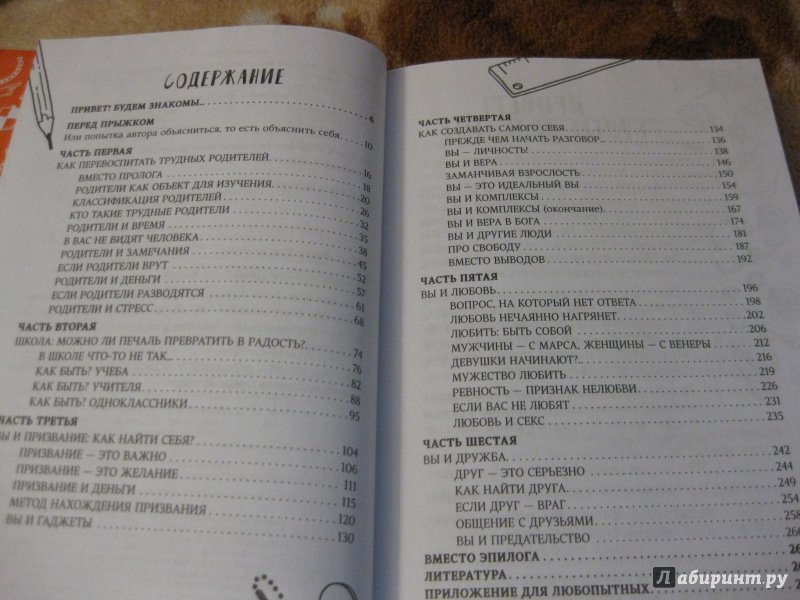 СОДЕРЖАНИЕ
ПРИВЕТ! БУДЕМ ЗНАКОМЫ... 6
ПЕРЕД ПРЫЖКОМ
Или попытка автора объясниться, то есть объяснить себя. 10
ЧАСТЬ ПЕРВАЯ
КАК ПЕРЕВОСПИТАТЬ ТРУДНЫХ РОДИТЕЛЕЙ. 16
ВМЕСТО ПРОЛОГА 18
РОДИТЕЛИ КАК ОБЪЕКТ ДЛЯ ИЗУЧЕНИЯ. 20
КЛАССИФИКАЦИЯ РОДИТЕЛЕЙ 26
КТО ТАКИЕ ТРУДНЫЕ РОДИТЕЛИ 32
РОДИТЕЛИ И ВРЕМЯ 35
В ВАС НЕ ВИДЯТ ЧЕЛОВЕКА 38
РОДИТЕЛИ И ЗАМЕЧАНИЯ 45
ЕСЛИ РОДИТЕЛИ ВРУТ 52
РОДИТЕЛИ И ДЕНЬГИ 57
ЕСЛИ РОДИТЕЛИ РАЗВОДЯТСЯ 61
РОДИТЕЛИ И СТРЕСС 68
ЧАСТЬ ВТОРАЯ
ШКОЛА: МОЖНО ЛИ ПЕЧАЛЬ ПРЕВРАТИТЬ В РАДОСТЬ? 74
В ШКОЛЕ ЧТО-ТО НЕ ТАК... 76
КАК БЫТЬ? УЧЕБА 82
КАК БЫТЬ? УЧИТЕЛЯ 88
КАК БЫТЬ? ОДНОКЛАССНИКИ 95
ЧАСТЬ ТРЕТЬЯ
ВЫ И ПРИЗВАНИЕ: КАК НАЙТИ СЕБЯ? 104
ПРИЗВАНИЕ — ЭТО ВАЖНО 106
ПРИЗВАНИЕ — ЭТО ЖЕЛАНИЕ 111
ПРИЗВАНИЕ И ДЕНЬГИ 115
МЕТОД НАХОЖДЕНИЯ ПРИЗВАНИЯ 120
ВЫ И ГАДЖЕТЫ 130
ЧАСТЬ ЧЕТВЕРТАЯ
КАК СОЗДАВАТЬ САМОГО СЕБЯ 134
ПРЕЖДЕ ЧЕМ НАЧАТЬ РАЗГОВОР... 136
ВЫ — ЛИЧНОСТЬ! 138
ВЫ И ВЕРА 146
ЗАМАНЧИВАЯ ВЗРОСЛОСТЬ 150
ВЫ — ЭТО ИДЕАЛЬНЫЙ ВЫ 154
ВЫ И КОМПЛЕКСЫ 159
ВЫ И КОМПЛЕКСЫ (окончание) 167
ВЫ И ВЕРА В БОГА 174
ВЫ И ДРУГИЕ ЛЮДИ 181
ПРО СВОБОДУ 187
ВМЕСТО ВЫВОДОВ 192
ЧАСТЬ ПЯТАЯ
ВЫ И ЛЮБОВЬ 196
ВОПРОС, НА КОТОРЫЙ НЕТ ОТВЕТА 198
ЛЮБОВЬ НЕЧАЯННО НАГРЯНЕТ 202
ЛЮБИТЬ: БЫТЬ СОБОЙ 206
МУЖЧИНЫ — С МАРСА, ЖЕНЩИНЫ — С ВЕНЕРЫ 212
ДЕВУШКИ НАЧИНАЮТ?.. 216
МУЖЕСТВО ЛЮБИТЬ 219
РЕВНОСТЬ — ПРИЗНАК НЕЛЮБВИ 226
ЕСЛИ ВАС НЕ ЛЮБЯТ 231
ЛЮБОВЬ И СЕКС 235
ЧАСТЬ ШЕСТАЯ
ВЫ И ДРУЖБА 242
ДРУГ — ЭТО СЕРЬЕЗНО 244
КАК НАЙТИ ДРУГА 249
ЕСЛИ ДРУГ — ВРАГ 254
ОБЩЕНИЕ С ДРУЗЬЯМИ 258
ВЫ И ПРЕДАТЕЛЬСТВО
ВМЕСТО ЭПИЛОГА
ЛИТЕРАТУРА
ПРИЛОЖЕНИЕ ДЛЯ ЛЮБОПЫТНЫХ
Лабиринт.ру